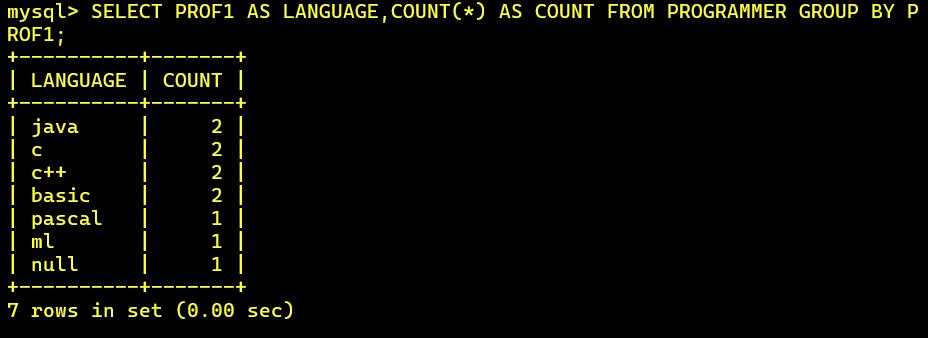 mysql> SELECT PROF1 AS LANGUAGE,COUNT(*) AS COUNT FROM PROGRAMMER GROUP BY P
ROF1;
+----------+-------+
| LANGUAGE | COUNT |
+----------+-------+
| java     |     2 |
| c        |     2 |
| c++      |     2 |
| basic    |     2 |
| pascal   |     1 |
| ml       |     1 |
| null     |     1 |
+----------+-------+
7 rows in set (0.00 sec)